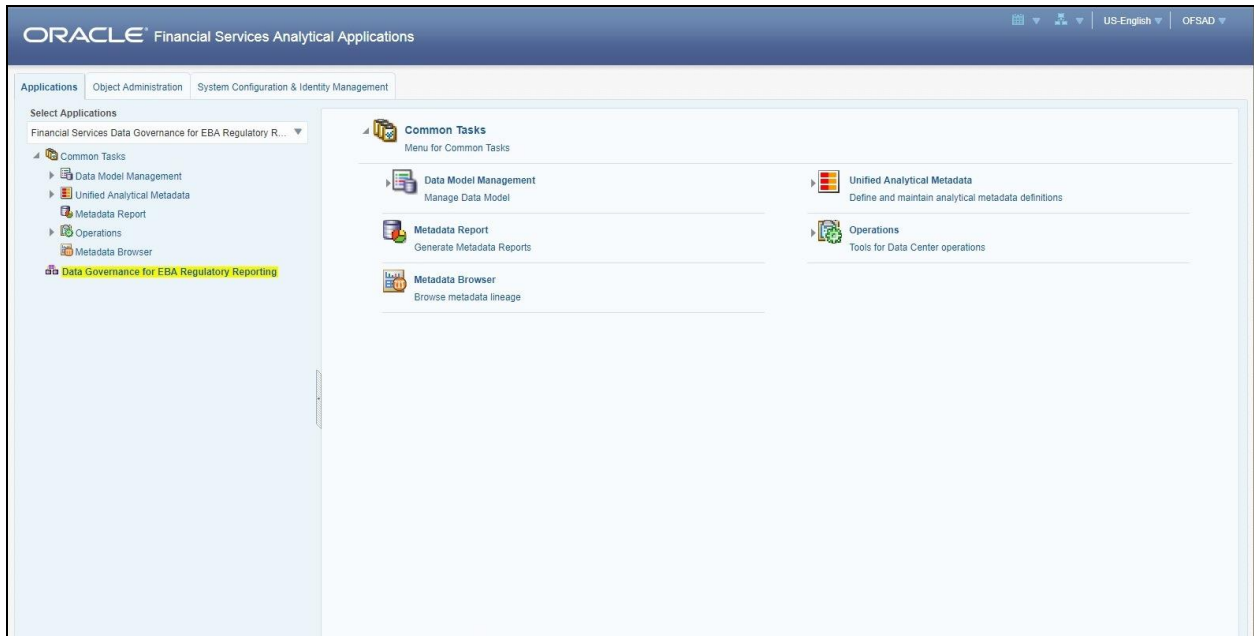 ORACLE Financial Services Analytical Applications
US-English OFSAD
Applications Object Administration System Configuration & Identity Management
Select Applications
Financial Services Data Governance for EBA Regulatory R...
Common Tasks
Data Model Management
Unified Analytical Metadata
Metadata Report
Operations
Metadata Browser
Data Governance for EBA Regulatory Reporting
Common Tasks
Menu for Common Tasks
Data Model Management
Manage Data Model
Unified Analytical Metadata
Define and maintain analytical metadata definitions
Metadata Report
Generate Metadata Reports
Operations
Tools for Data Center operations
Metadata Browser
Browse metadata lineage